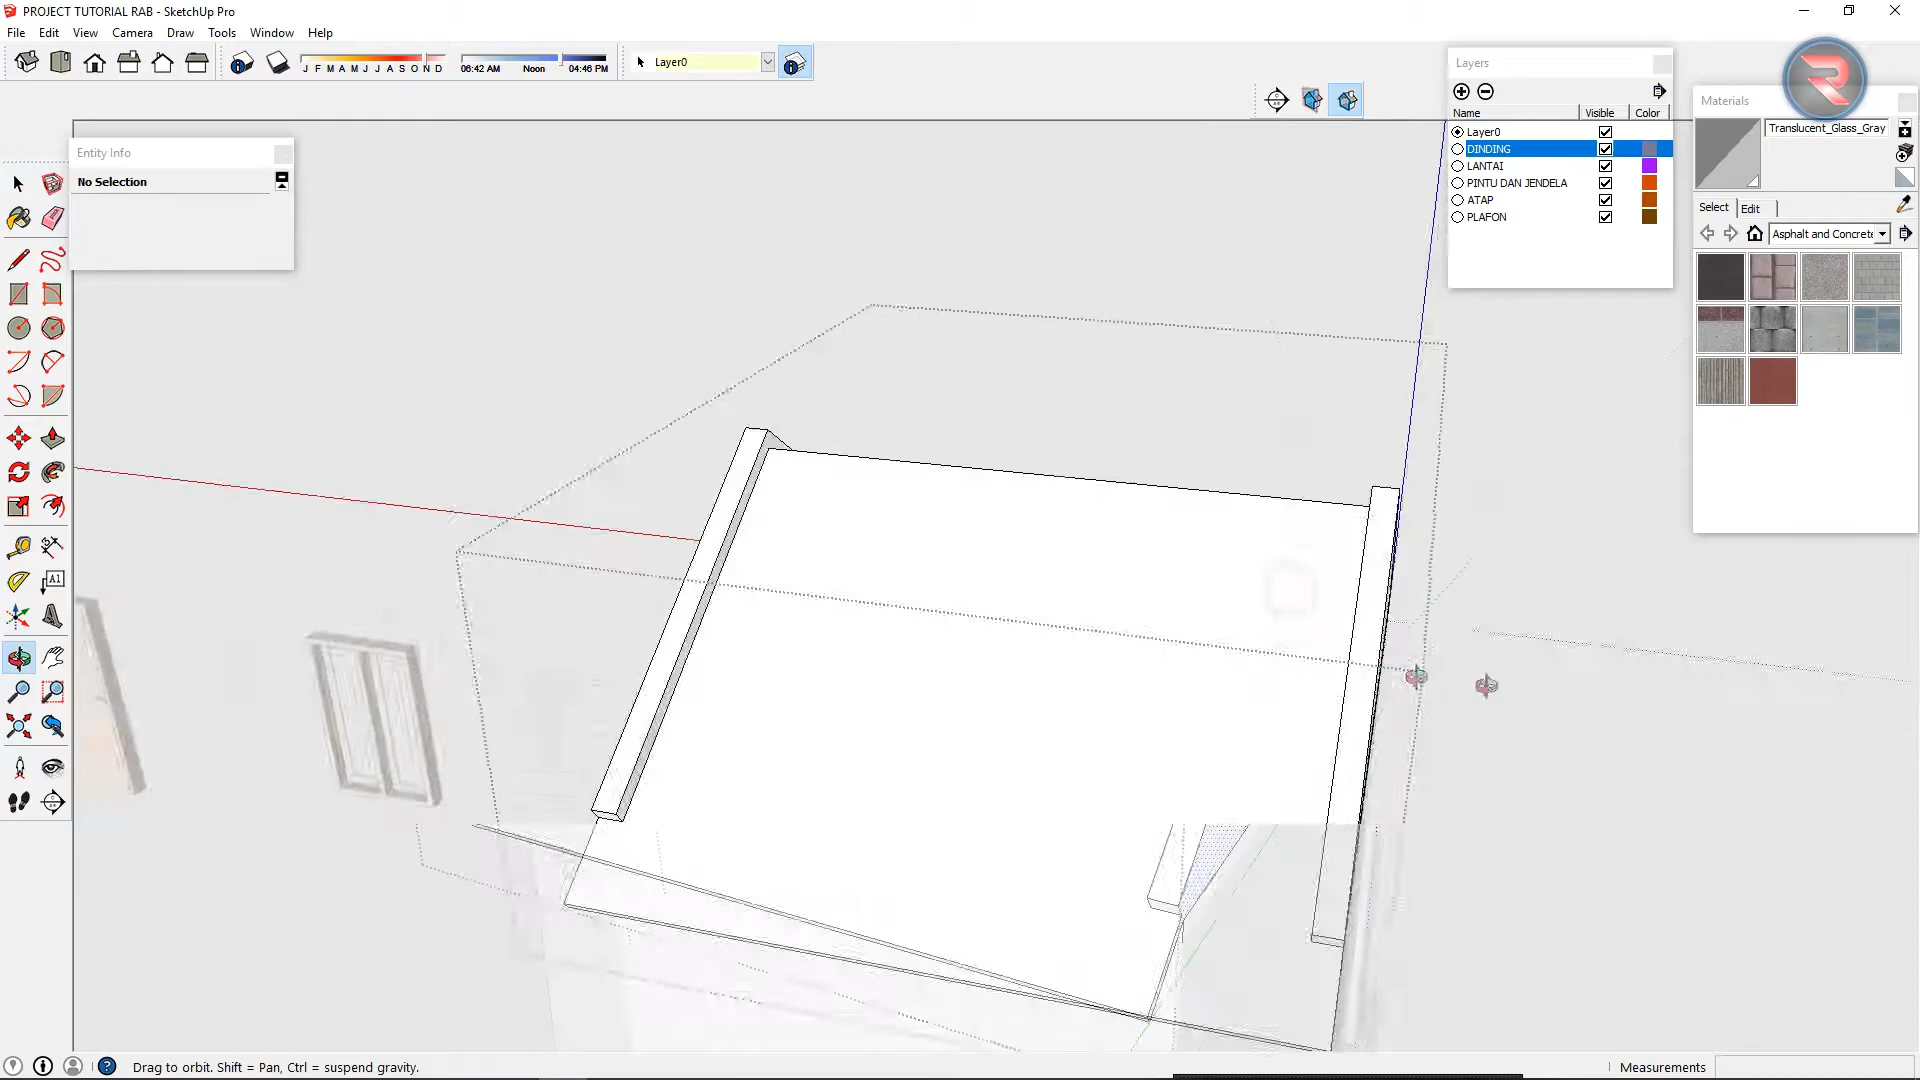 PROJECT TUTORIAL RAB - SketchUp Pro
File Edit View Camera Draw Tools Window Help
J F M A M J J A S O N D
06:42 AM Noon 04:46 PM
Layer0
Layers
Name Visible Color
Layer0
DINDING
LANTAI
PINTU DAN JENDELA
ATAP
PLAFON
Materials
Translucent_Glass_Gray
Select Edit
Asphalt and Concrete
Entity Info
No Selection
A1
Drag to orbit. Shift = Pan, Ctrl = suspend gravity.
Measurements